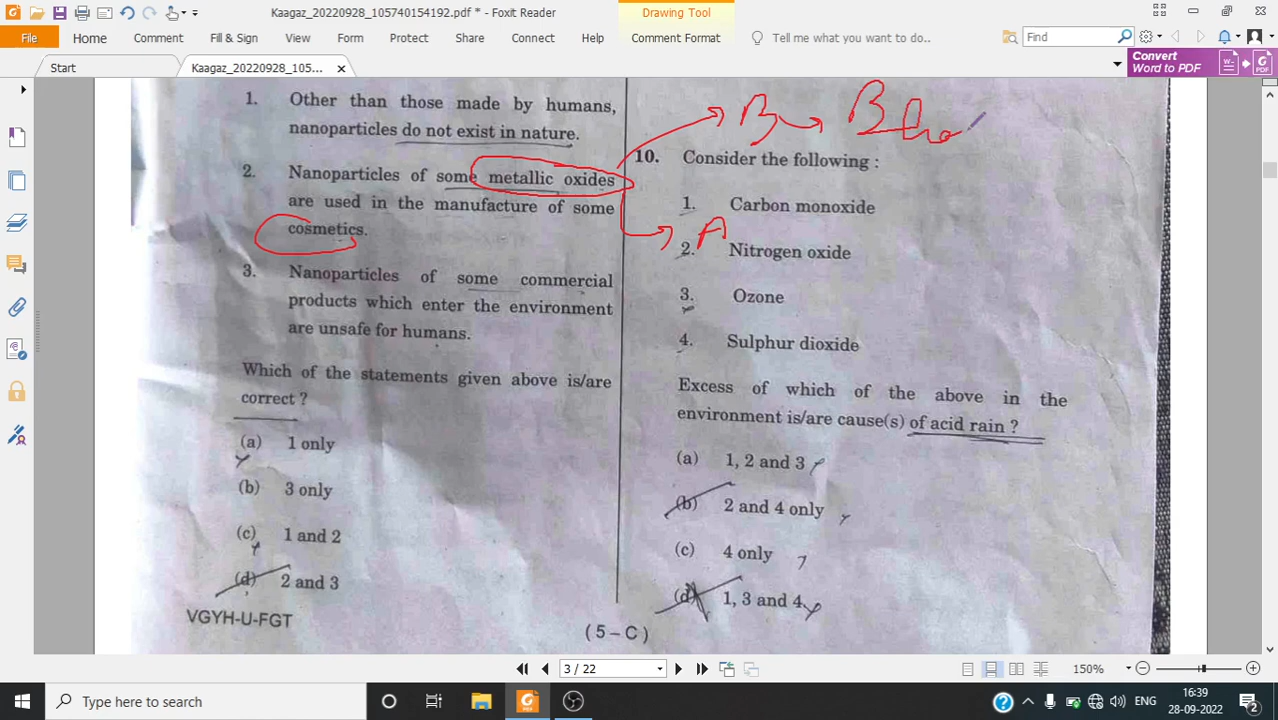 Kaagaz_20220928_105740154192.pdf * - Foxit Reader
Drawing Tool
File
Home
Comment
Fill & Sign
View
Form
Protect
Share
Connect
Help
Comment Format
Tell me what you want to do..
Find
Start
Kaagaz_20220928_105...
Convert
Word to PDF
1. Other than those made by humans,
nanoparticles do not exist in nature.
2. Nanoparticles of some metallic oxides
are used in the manufacture of some
cosmetics.
3. Nanoparticles of some commercial
products which enter the environment
are unsafe for humans.
Which of the statements given above is/are
correct ?
(a) 1 only
(b) 3 only
(c) 1 and 2
(d) 2 and 3
VGYH-U-FGT
(5–C)
B
A
10. Consider the following :
1. Carbon monoxide
2. Nitrogen oxide
3. Ozone
4. Sulphur dioxide
Excess of which of the above in the
environment is/are cause(s) of acid rain ?
(a) 1, 2 and 3
(b) 2 and 4 only
(c) 4 only
(d) 1, 3 and 4
3 / 22
150%
Type here to search
ENG
16:39
28-09-2022
2